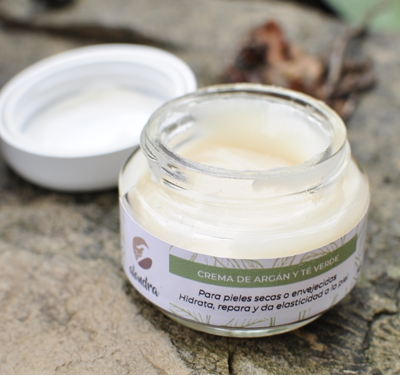 CREMA DE ARGÁN Y TÉ VERDE
Para pieles secas o envejecidas
Hidrata, repara y da elasticidad a la piel